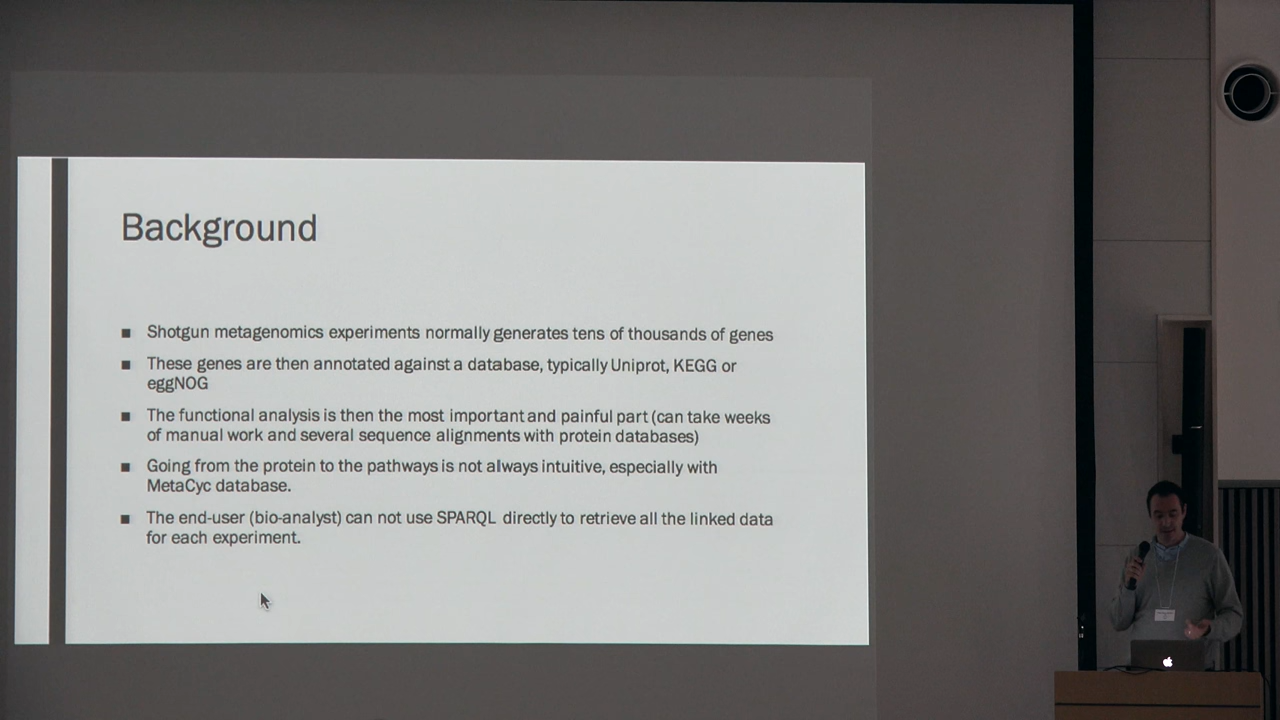 Background
■ Shotgun metagenomics experiments normally generates tens of thousands of genes
■ These genes are then annotated against a database, typically Uniprot, KEGG or
eggNOG
■ The functional analysis is then the most important and painful part (can take weeks
of manual work and several sequence alignments with protein databases)
■ Going from the protein to the pathways is not always intuitive, especially with
MetaCyc database.
■ The end-user (bio-analyst) can not use SPARQL directly to retrieve all the linked data
for each experiment.